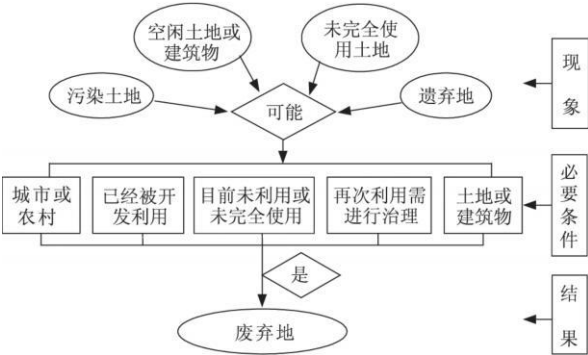 空闲土地或
建筑物
未完全使
用土地
污染土地
可能
遗弃地
现
象
城市或
农村
已经被开
发利用
目前未利用或
未完全使用
再次利用需
进行治理
土地或
建筑物
必
要
条
件
是
废弃地
结
果